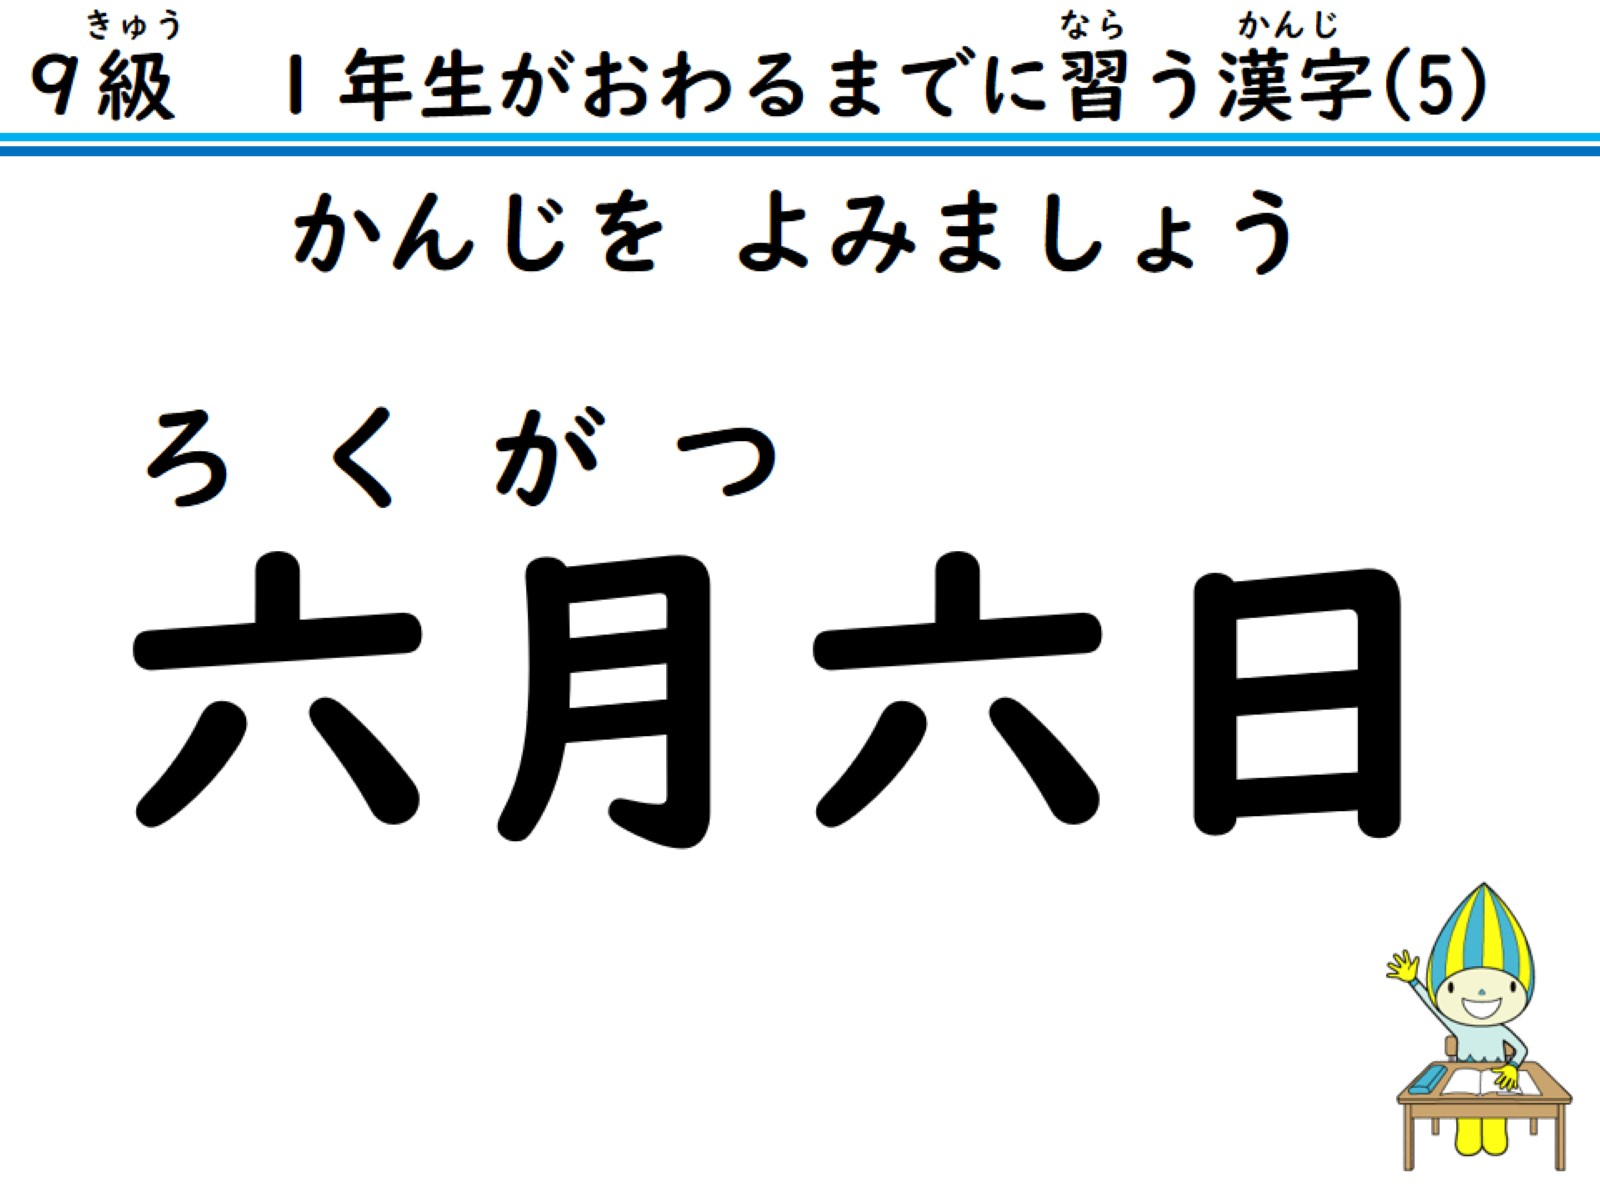 きゅう なら かんじ
9級 1年生がおわるまでに習う漢字(5)
かんじを よみましょう
ろくがつ
六月六日